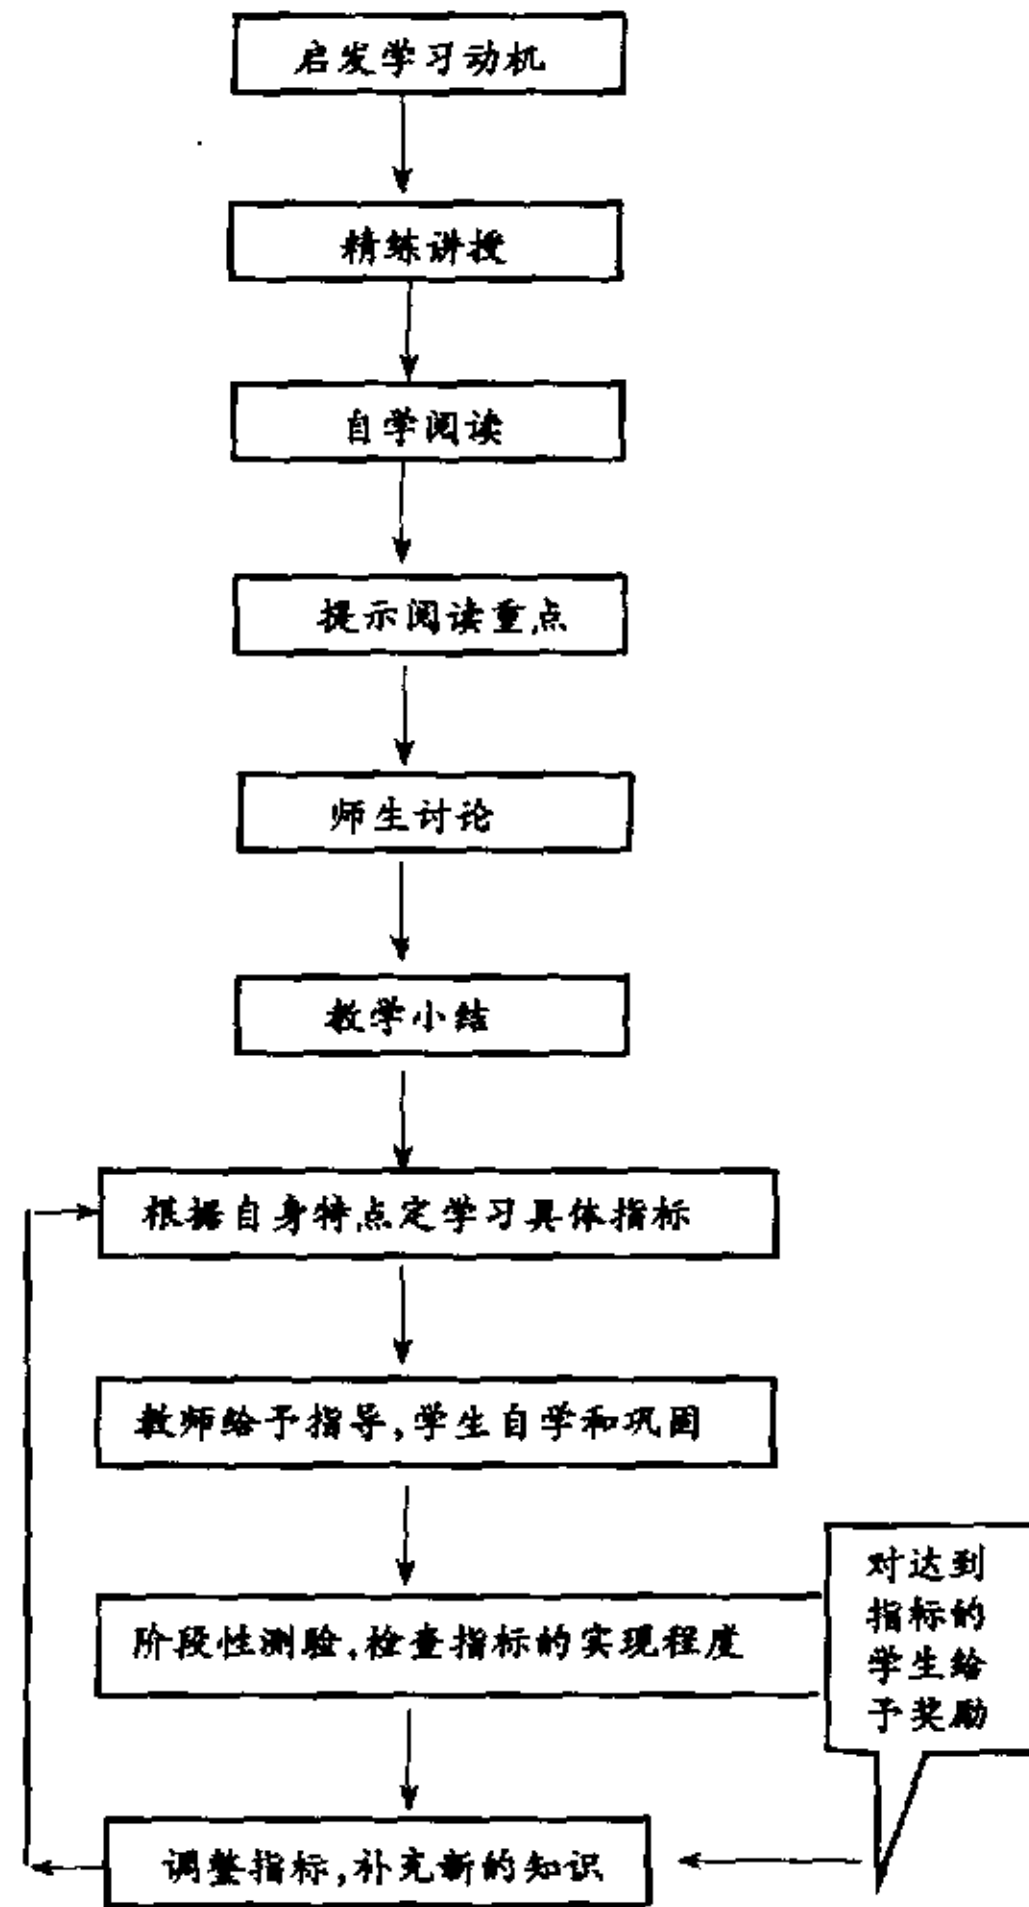 启发学习动机
精练讲授
自学阅读
提示阅读重点
师生讨论
教学小结
根据自身特点定学习具体指标
教师给予指导,学生自学和巩固
阶段性测验,检查指标的实现程度
对达到
指标的
学生给
予奖励
调整指标,补充新的知识